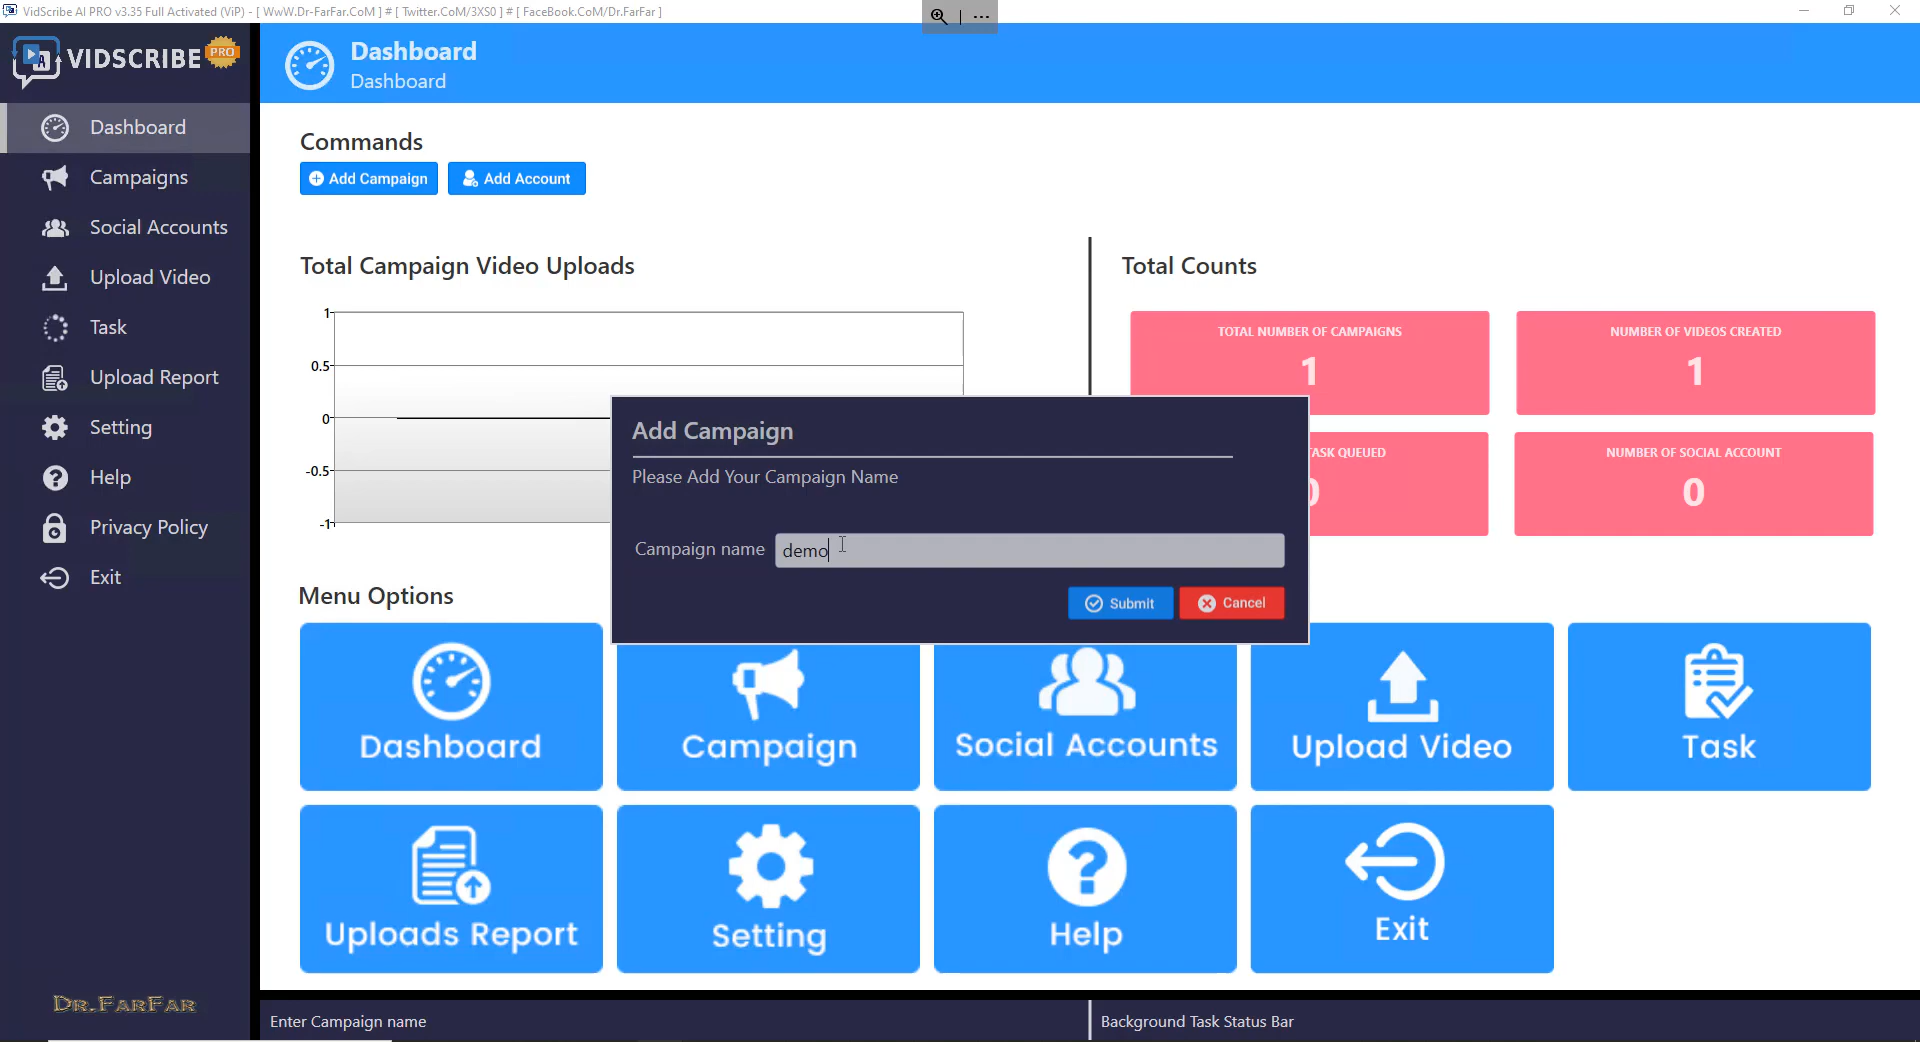 VidScribe AI PRO v3.35 Full Activated (ViP) - [ WwW.Dr-FarFar.CoM ] # [ Twitter.CoM/3XS0 ] # [ FaceBook.CoM/Dr.FarFar ]
VIDSCRIBE PRO
Dashboard
Campaigns
Social Accounts
Upload Video
Task
Upload Report
Setting
Help
Privacy Policy
Exit
DR.FARFAR
Dashboard
Dashboard
Commands
Add Campaign
Add Account
Total Campaign Video Uploads
1
0.5
0
-0.5
-1
Total Counts
TOTAL NUMBER OF CAMPAIGNS
1
NUMBER OF VIDEOS CREATED
1
ASK QUEUED
NUMBER OF SOCIAL ACCOUNT
0
Add Campaign
Please Add Your Campaign Name
Campaign name
demo
Submit
Cancel
Menu Options
Dashboard
Campaign
Social Accounts
Upload Video
Task
Uploads Report
Setting
Help
Exit
Enter Campaign name
Background Task Status Bar